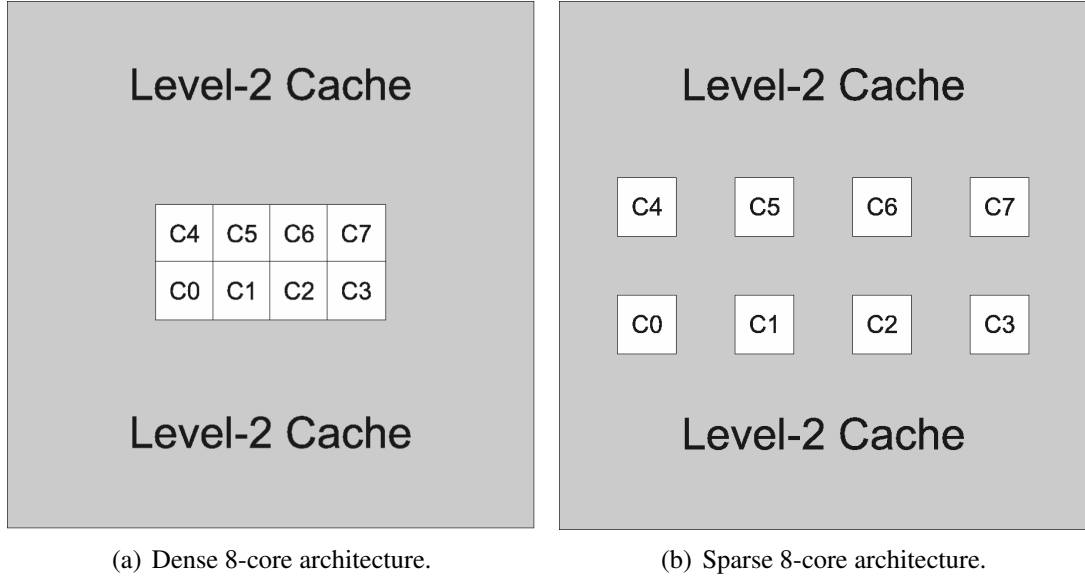 Level-2 Cache
C4 C5 C6 C7
C0 C1 C2 C3
Level-2 Cache
(a) Dense 8-core architecture.
Level-2 Cache
C4 C5 C6 C7
C0 C1 C2 C3
Level-2 Cache
(b) Sparse 8-core architecture.